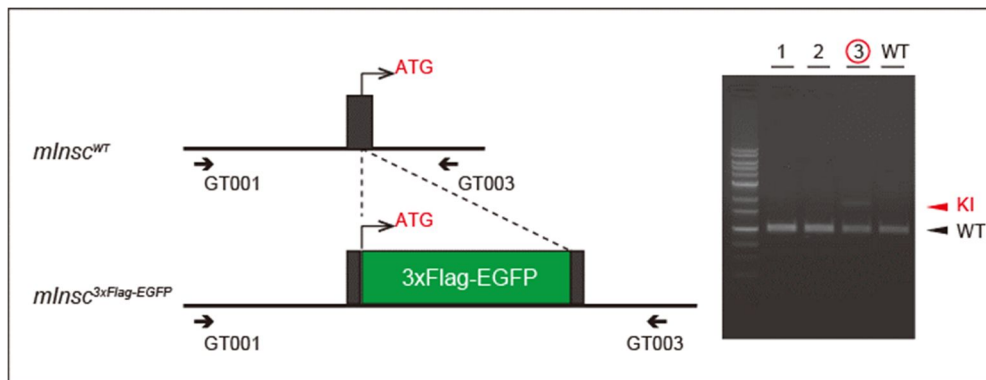 1 2 3 WT
ATG
mInsc^WT
GT001 GT003
KI
WT
ATG
3xFlag-EGFP
mInsc^3xFlag-EGFP
GT001 GT003